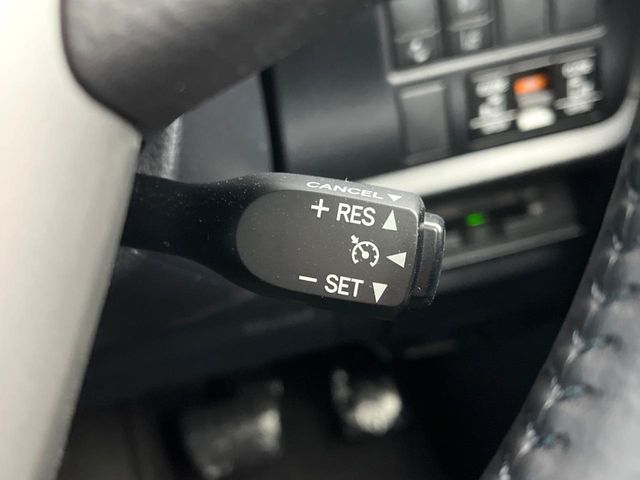 CANCEL ▼
+ RES ▲
◀
− SET ▼